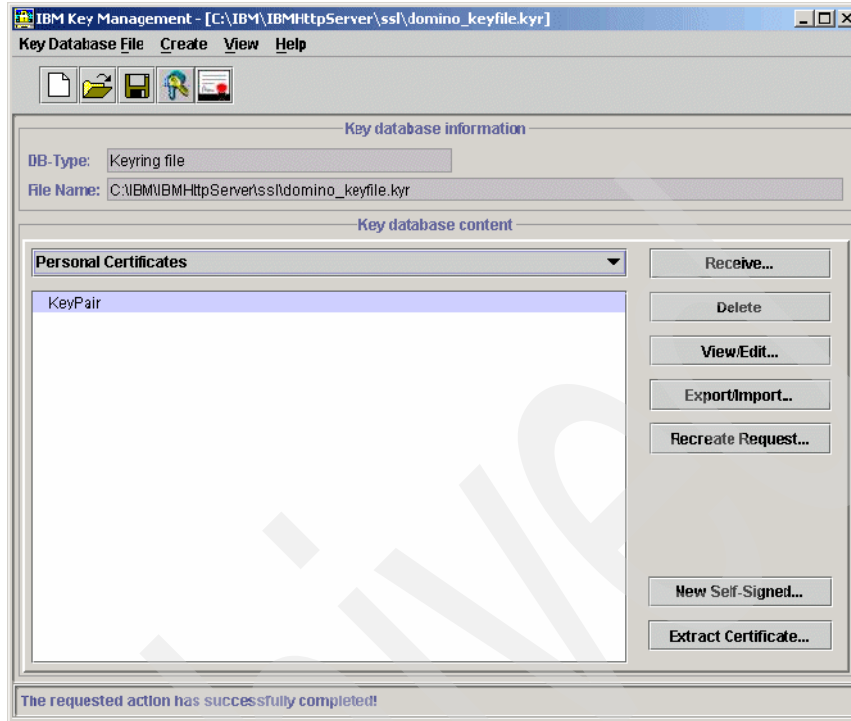 IBM Key Management - [C:\IBM\IBMHttpServer\ssl\domino_keyfile.kyr]
Key Database File Create View Help
Key database information
DB-Type: Keyring file
File Name: C:\IBM\IBMHttpServer\ssl\domino_keyfile.kyr
Key database content
Personal Certificates
Receive...
KeyPair
Delete
View/Edit...
Export/Import...
Recreate Request...
New Self-Signed...
Extract Certificate...
The requested action has successfully completed!